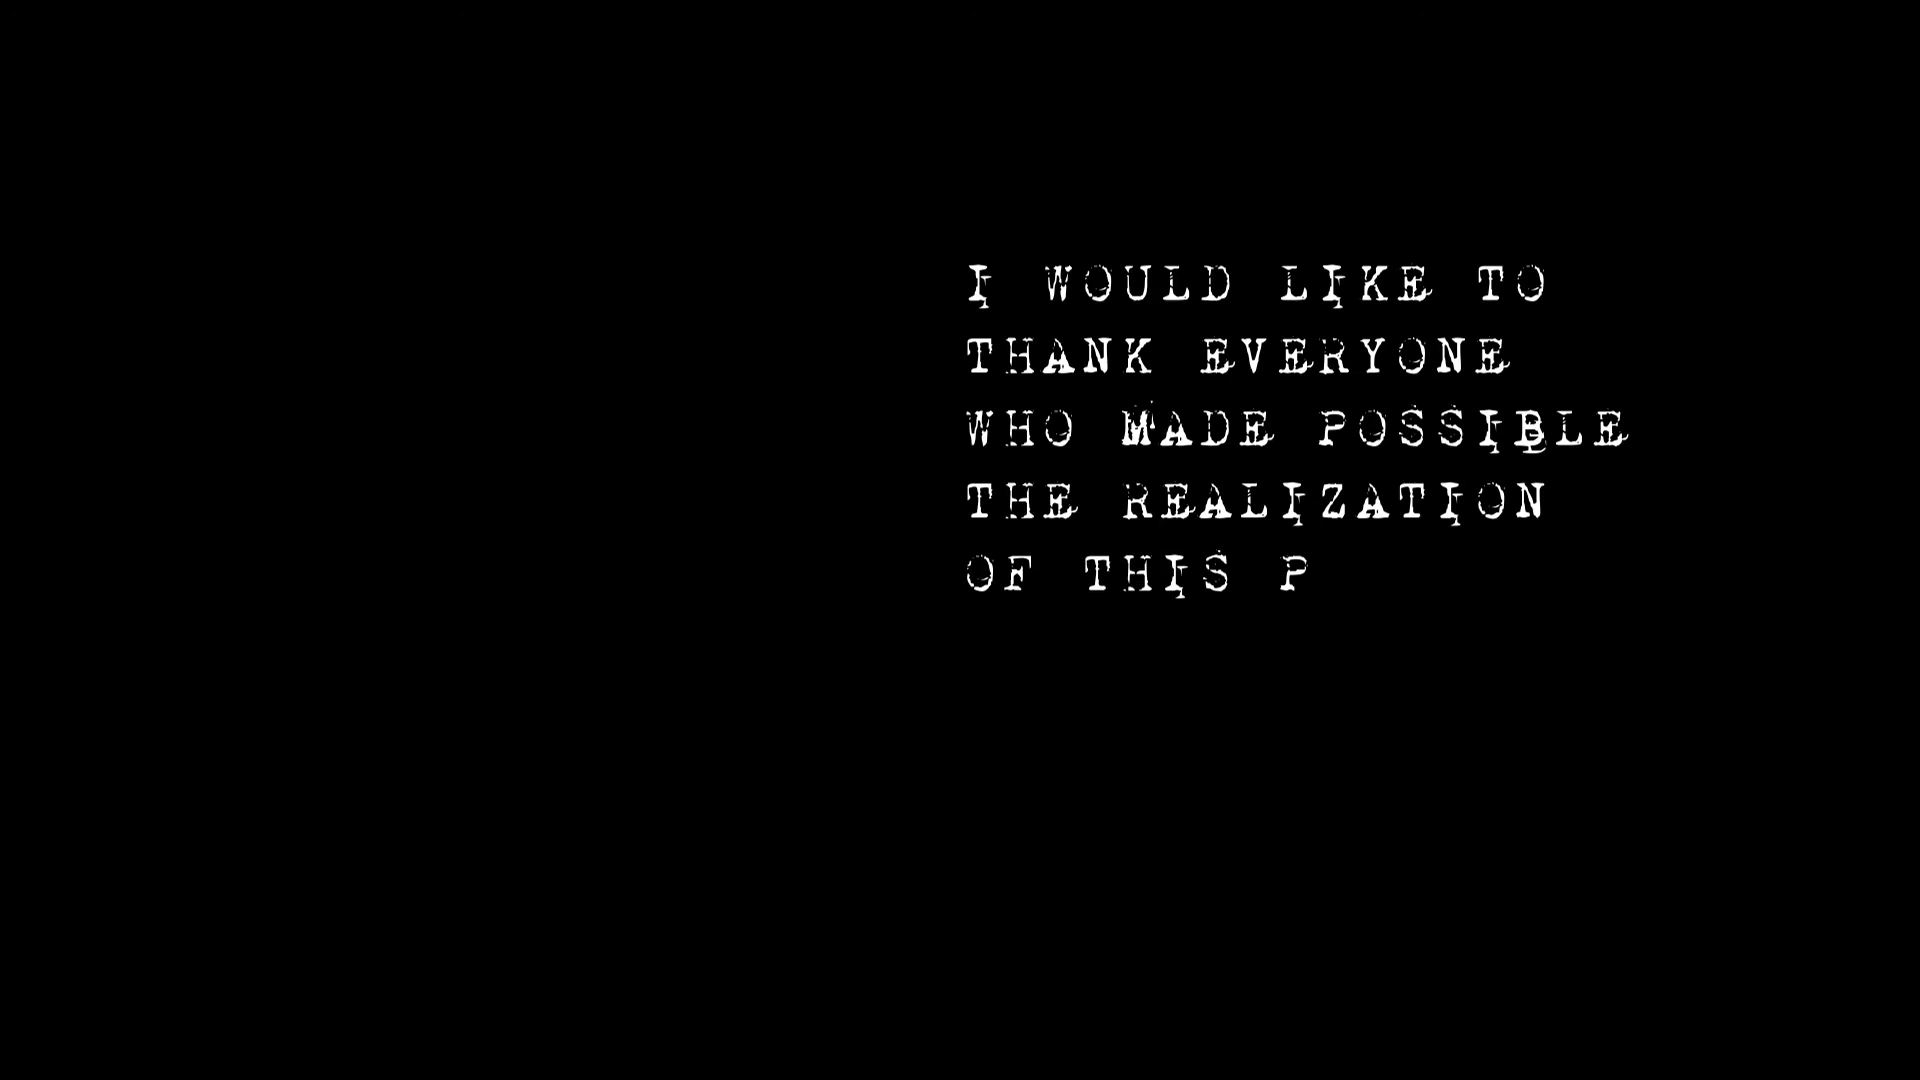 I WOULD LIKE TO
THANK EVERYONE
WHO MADE POSSIBLE
THE REALIZATION
OF THIS P